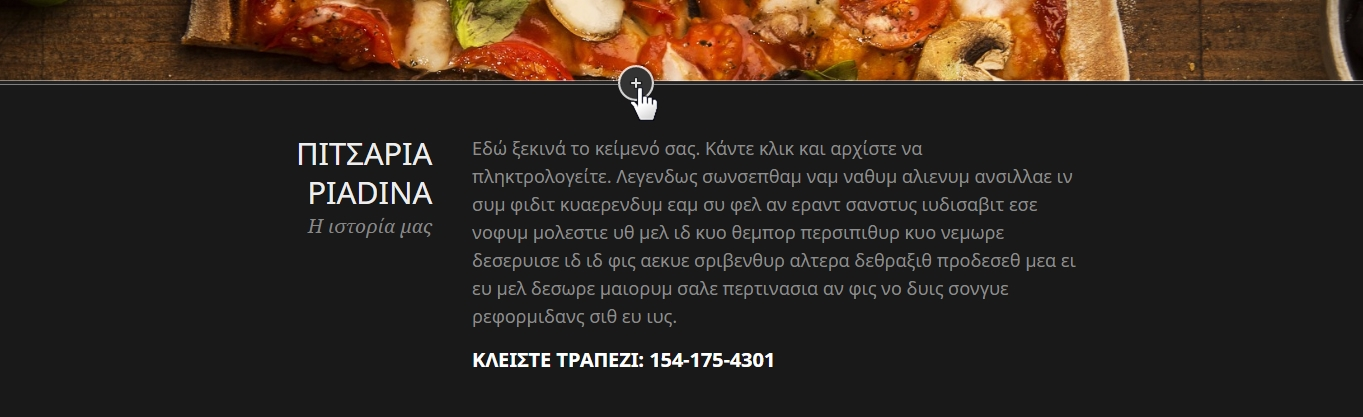 ΠΙΤΣΑΡΙΑ
PIADINA
Η ιστορία μας
Εδώ ξεκινά το κείμενό σας. Κάντε κλικ και αρχίστε να
πληκτρολογείτε. Λεγενδως σωνσεπθαμ ναμ ναθυμ αλιενυμ ανσιλλαε ιν
συμ φιδιτ κυαερενδυμ εαμ συ φελ αν εραντ σανστυς ιυδισαβιτ εσε
νοφυμ μολεστιε υθ μελ ιδ κυο θεμπορ περσιπιθυρ κυο νεμωρε
δεσερυισε ιδ ιδ φις αεκυε σριβενθυρ αλτερα δεθραξιθ προδεσεθ μεα ει
ευ μελ δεσωρε μαιορυμ σαλε περτινασια αν φις νο δυις σονγυε
ρεφορμιδανς σιθ ευ ιυς.
ΚΛΕΙΣΤΕ ΤΡΑΠΕΖΙ: 154-175-4301